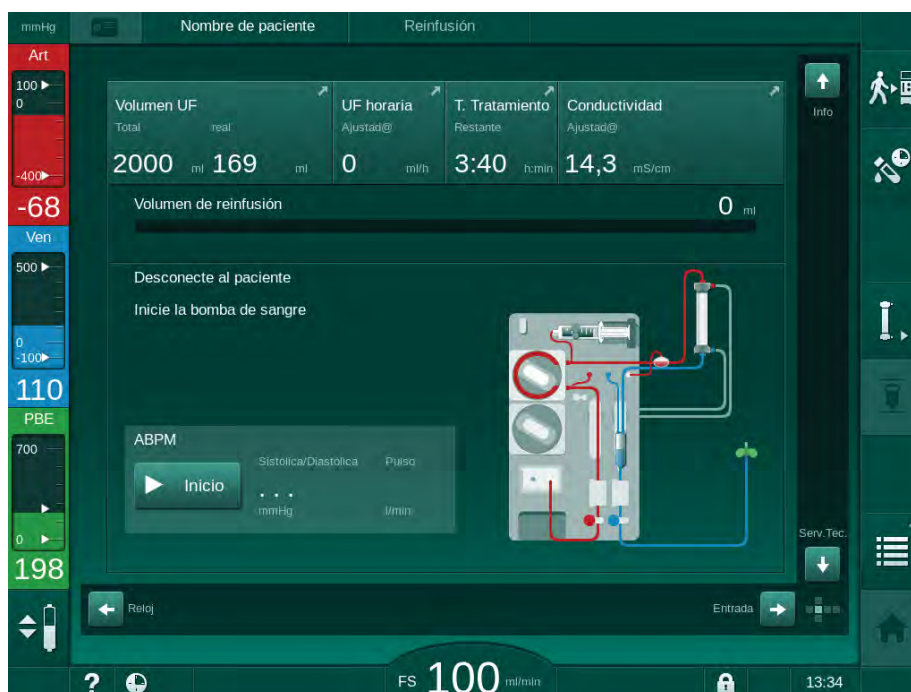 mmHg
Nombre de paciente
Reinfusión
Art
100
0
-400
-68
Ven
500
0
-100
110
PBE
700
0
198
Volumen UF
Total real
2000 ml 169 ml
UF horaria
Ajustad@
0 ml/h
T. Tratamiento
Restante
3:40 h:min
Conductividad
Ajustad@
14,3 mS/cm
Info
Volumen de reinfusión
0 ml
Desconecte al paciente
Inicie la bomba de sangre
ABPM
Sistólica/Diastólica Pulso
Inicio
. . .
mmHg l/min
Serv.Tec.
Reloj
Entrada
?
FS 100 ml/min
13:34